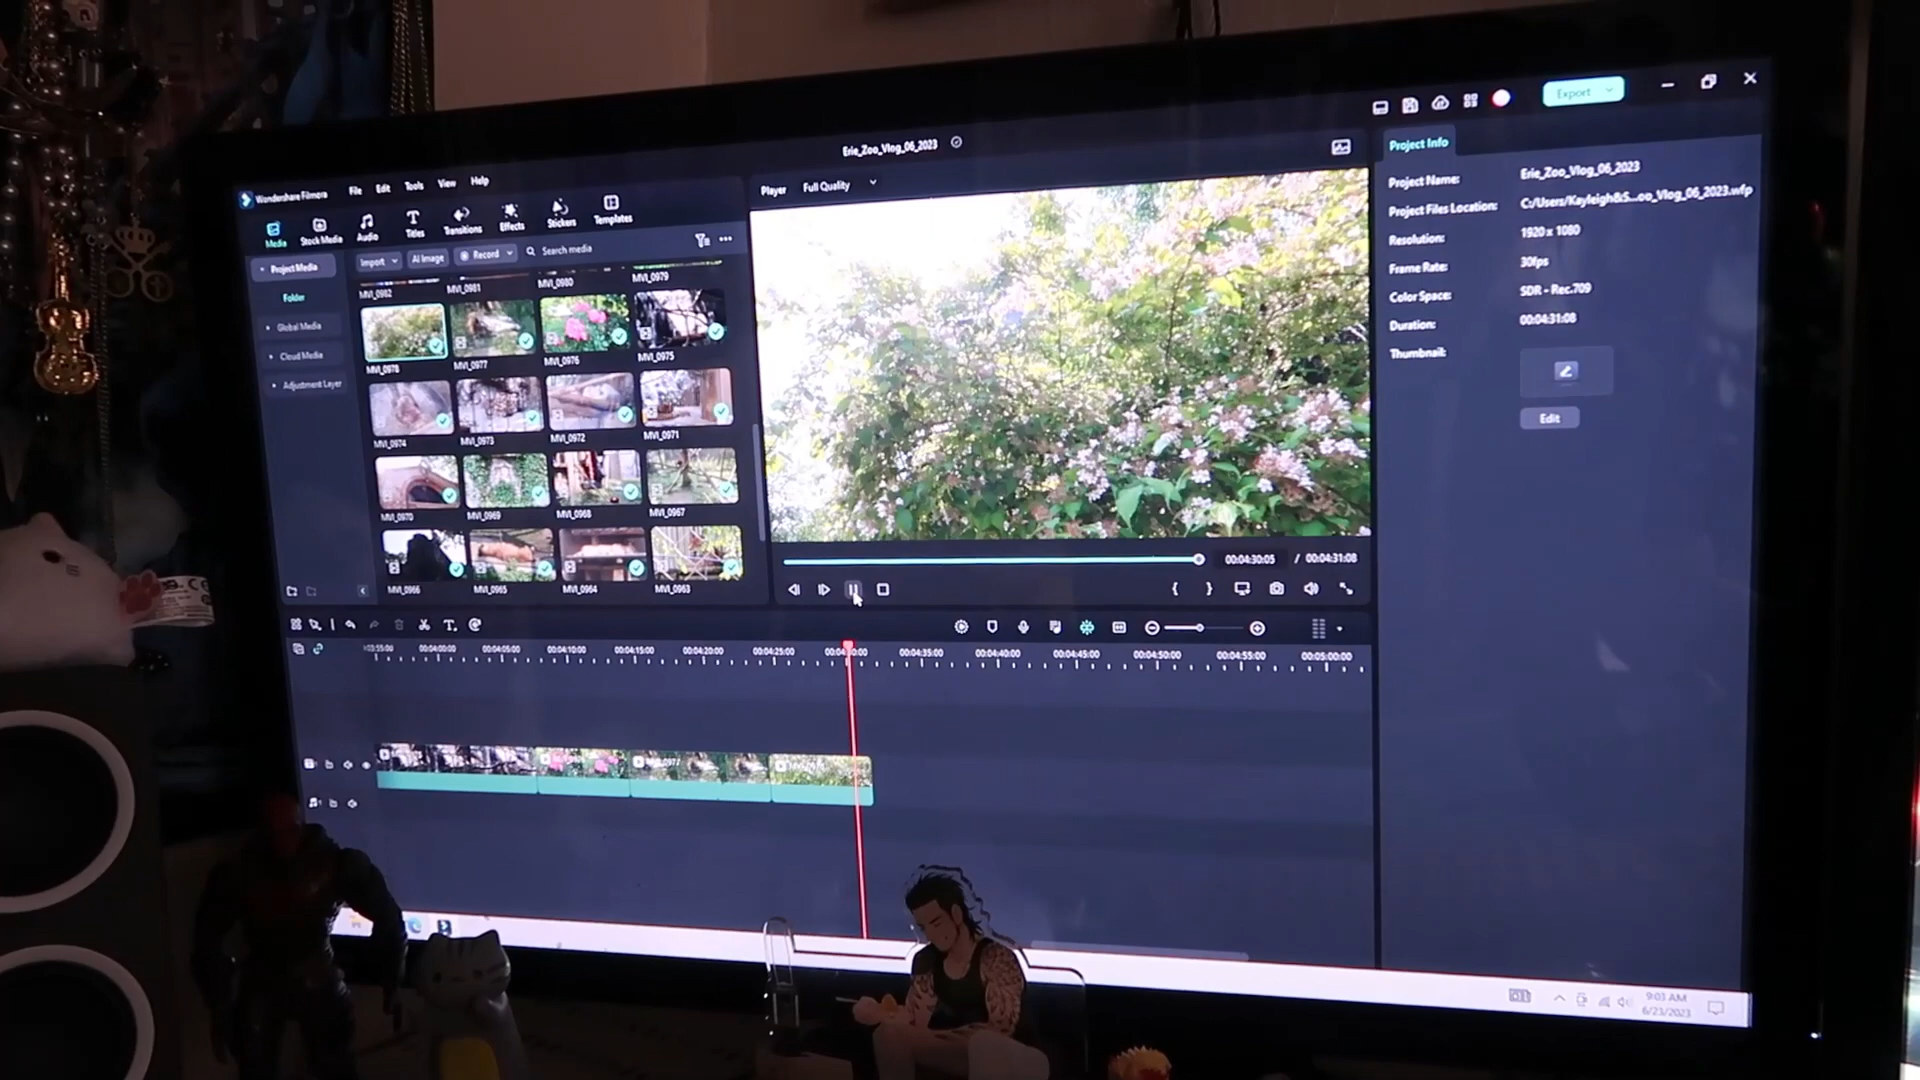 Erie_Zoo_Vlog_06_2023
Export
Wondershare Filmora
File Edit Tools View Help
Media
Stock Media
Audio
Titles
Transitions
Effects
Stickers
Templates
Player
Full Quality
Project Media
Import
AI Image
Record
Search media
Folder
Global Media
Cloud Media
Adjustment Layer
MVI_0982
MVI_0981
MVI_0980
MVI_0979
MVI_0978
MVI_0977
MVI_0976
MVI_0975
MVI_0974
MVI_0973
MVI_0972
MVI_0971
MVI_0970
MVI_0969
MVI_0968
MVI_0967
MVI_0966
MVI_0965
MVI_0964
MVI_0963
00:04:30:05 / 00:04:31:08
Project Info
Project Name: Erie_Zoo_Vlog_06_2023
Project Files Location: C:/Users/Kayleigh&S...oo_Vlog_06_2023.wfp
Resolution: 1920 x 1080
Frame Rate: 30fps
Color Space: SDR - Rec.709
Duration: 00:04:31:08
Thumbnail:
Edit
00:04:00:00 00:04:05:00 00:04:10:00 00:04:15:00 00:04:20:00 00:04:25:00 00:04:35:00 00:04:40:00 00:04:45:00 00:04:50:00 00:04:55:00 00:05:00:00
9:03 AM
6/23/2023